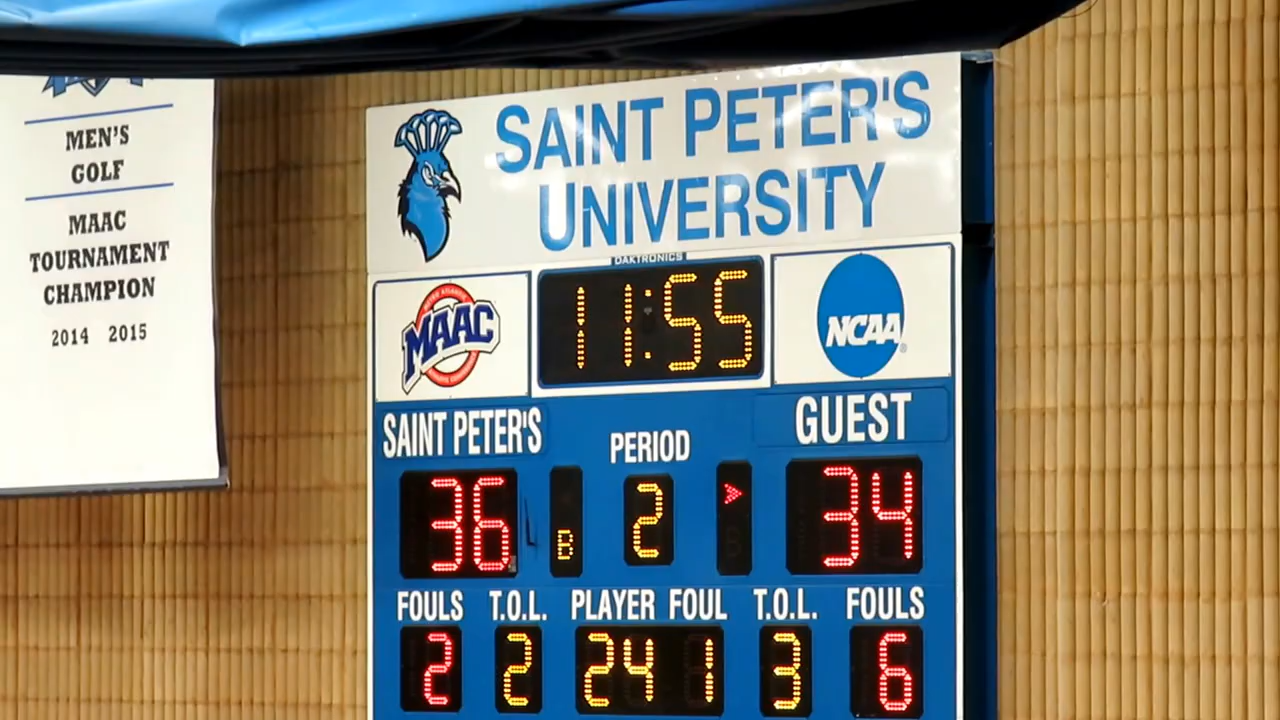 MEN'S
GOLF
MAAC
TOURNAMENT
CHAMPION
2014 2015
SAINT PETER'S
UNIVERSITY
DAKTRONICS
MAAC
11:55
NCAA
SAINT PETER'S
PERIOD
GUEST
36
B
2
34
FOULS
T.O.L.
PLAYER FOUL
T.O.L.
FOULS
2
2
24 1
3
6